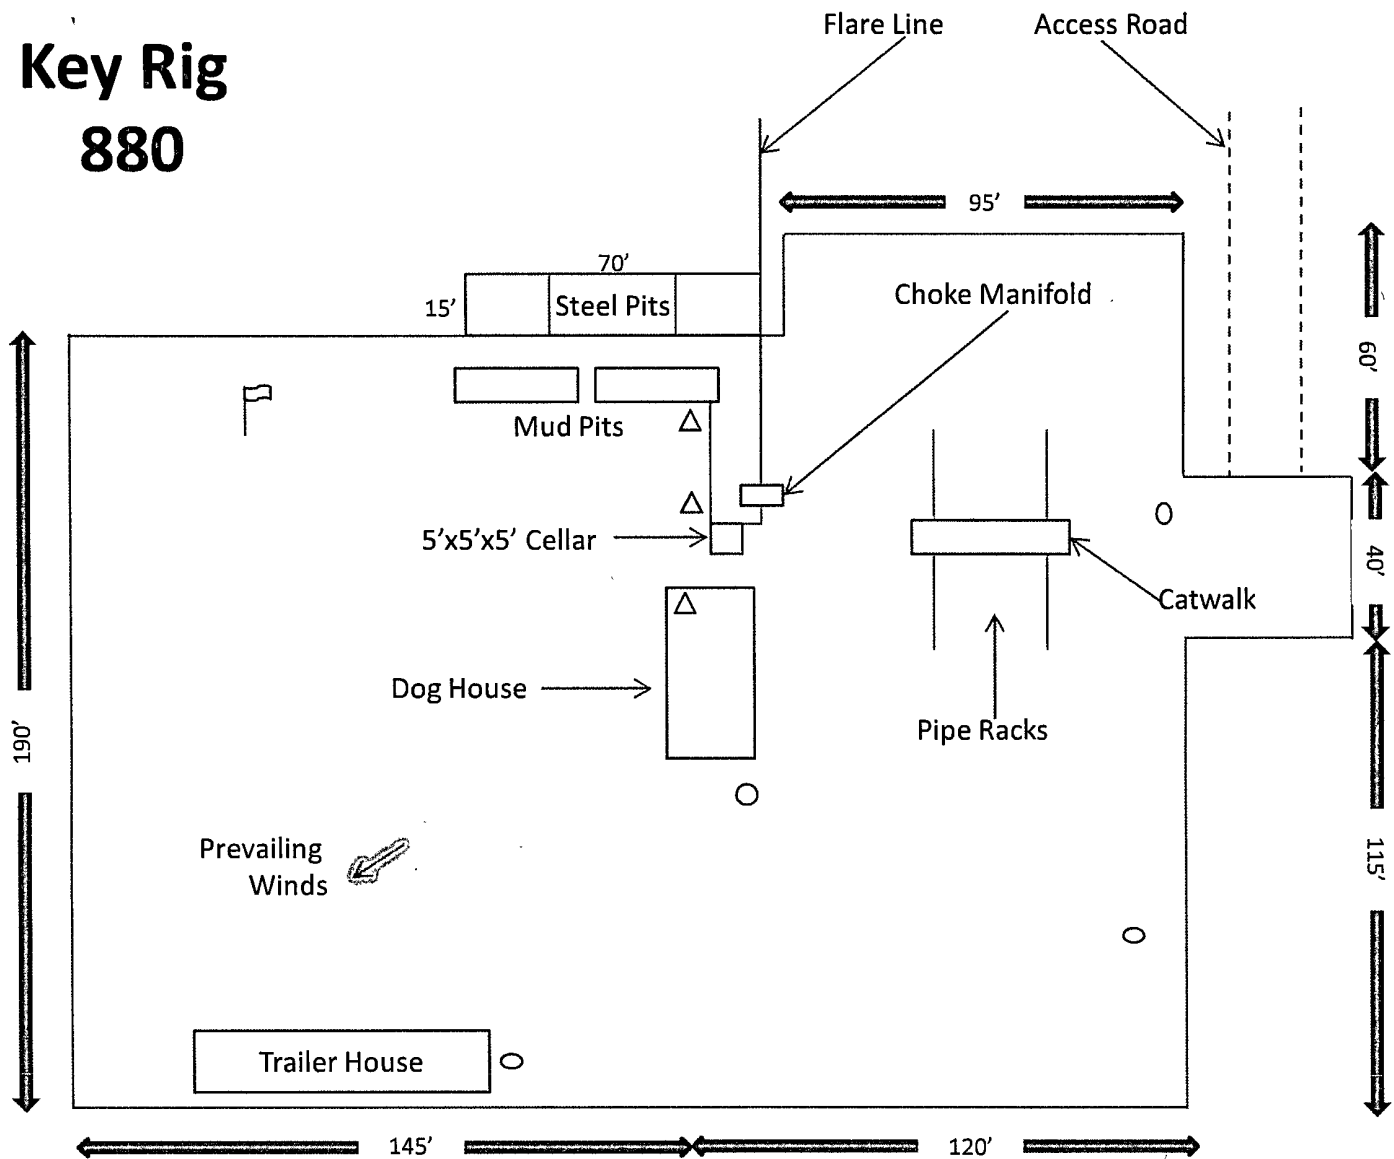 Flare Line
Access Road
Key Rig
880
95'
70'
15'
Steel Pits
Choke Manifold
60'
Mud Pits
5'x5'x5' Cellar
40'
Catwalk
Dog House
Pipe Racks
190'
Prevailing
Winds
115'
Trailer House
145'
120'